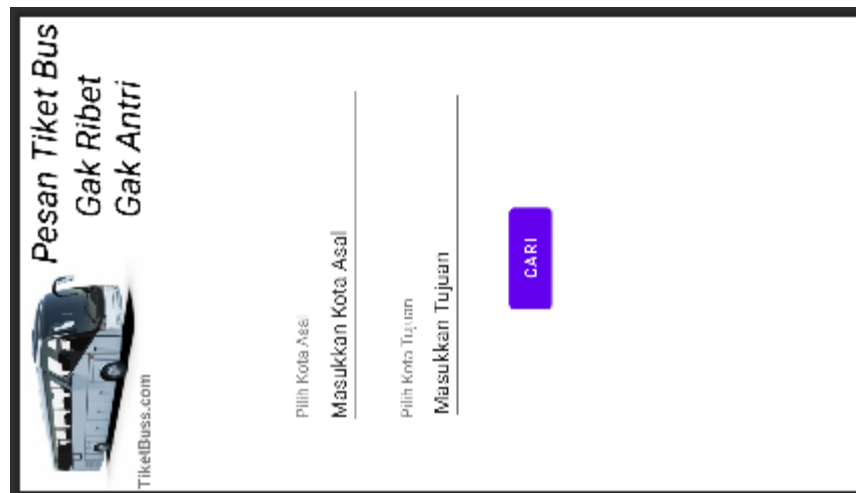 Pesan Tiket Bus
Gak Ribet
Gak Antri
TiketBuss.com
Pilih Kota Asal
Masukkan Kota Asal
Pilih Kota Tujuan
Masukkan Tujuan
CARI